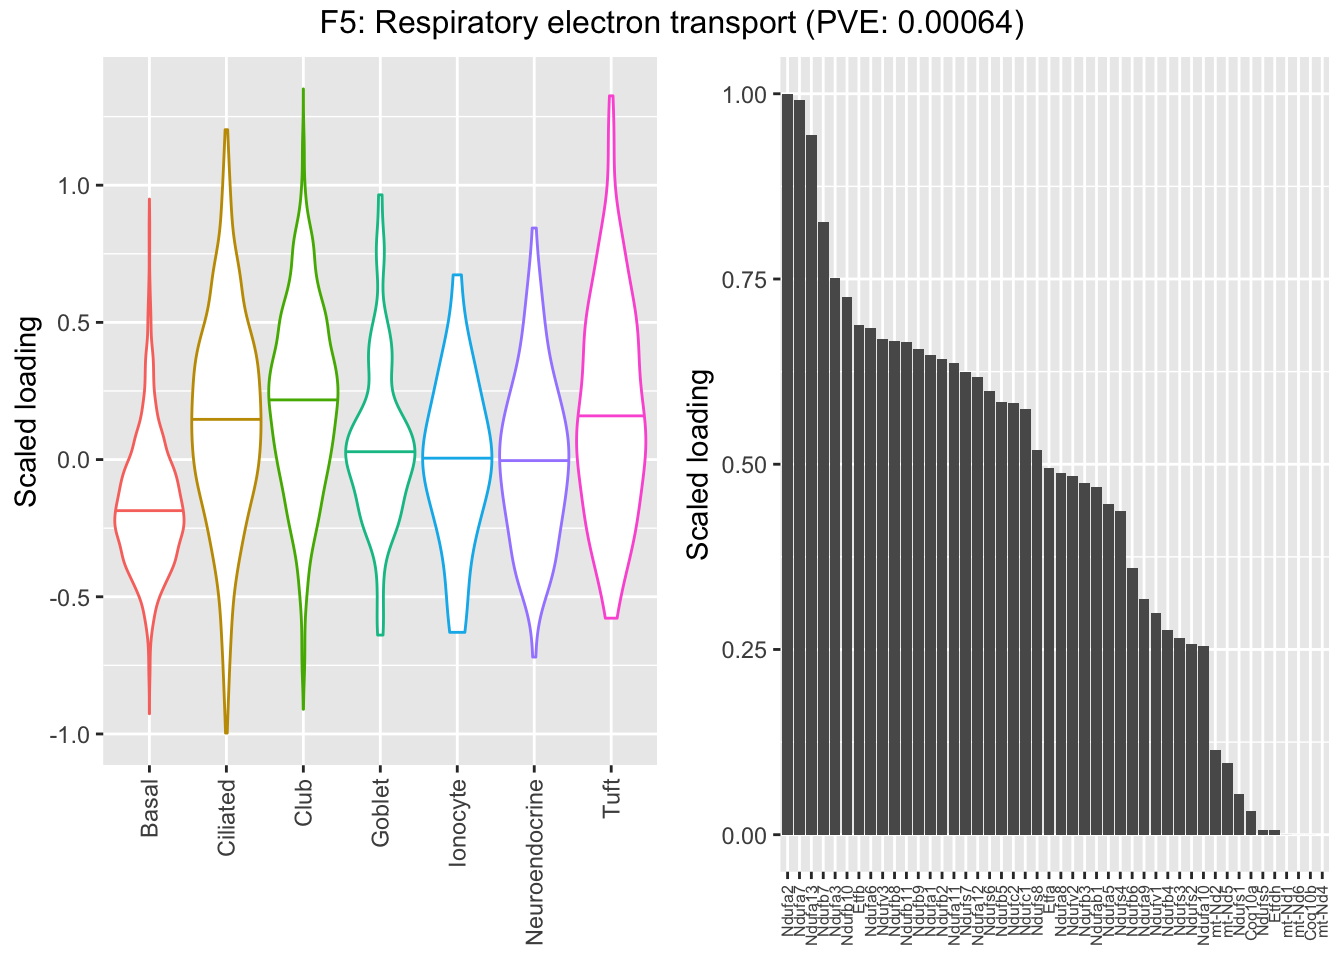 F5: Respiratory electron transport (PVE: 0.00064)
Scaled loading
1.0
0.5
0.0
-0.5
-1.0
Basal
Ciliated
Club
Goblet
Ionocyte
Neuroendocrine
Tuft
Scaled loading
1.00
0.75
0.50
0.25
0.00
Ndufa2
Ndufa7
Ndufa13
Ndufb7
Ndufa3
Ndufb10
Etfb
Ndufa6
Ndufv3
Ndufb8
Ndufb11
Ndufb9
Ndufa1
Ndufb2
Ndufa11
Ndufs7
Ndufa12
Ndufs6
Ndufb5
Ndufc2
Ndufc1
Ndufs8
Etfa
Ndufa8
Ndufv2
Ndufb3
Ndufab1
Ndufa5
Ndufs4
Ndufb6
Ndufa9
Ndufv1
Ndufb4
Ndufs3
Ndufs2
Ndufa10
mt-Nd2
mt-Nd5
Ndufs1
Coq10a
Ndufs5
Etfdh
mt-Nd1
mt-Nd6
Coq10b
mt-Nd4